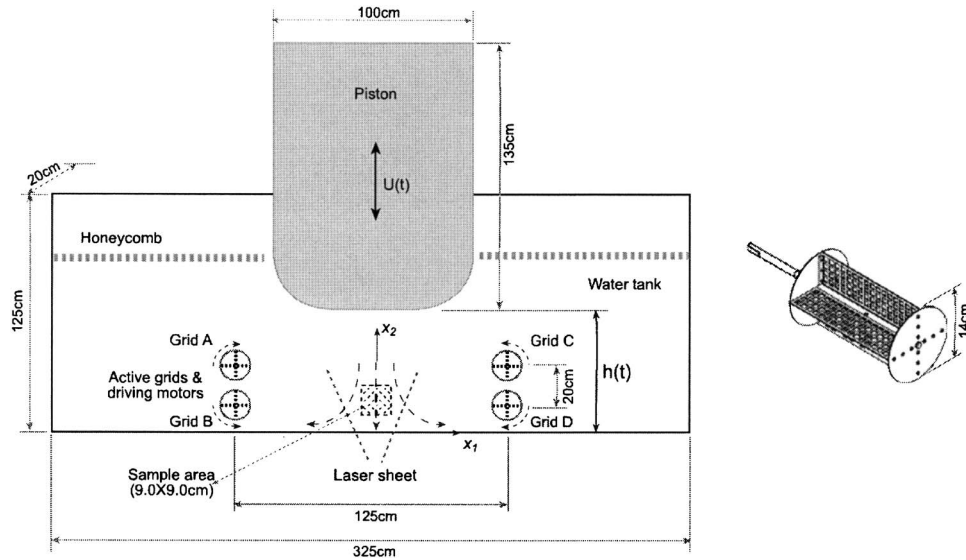 100cm
Piston
U(t)
135cm
20cm
Honeycomb
Water tank
125cm
14cm
x2
Grid A
Grid C
Active grids &
driving motors
20cm
h(t)
Grid B
Grid D
x1
Sample area
(9.0X9.0cm)
Laser sheet
125cm
325cm